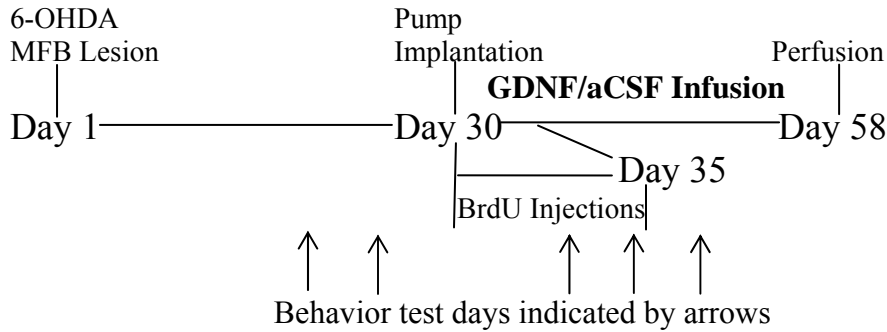 6-OHDA
MFB Lesion
Pump
Implantation
Perfusion
GDNF/aCSF Infusion
Day 1
Day 30
Day 58
Day 35
BrdU Injections
Behavior test days indicated by arrows